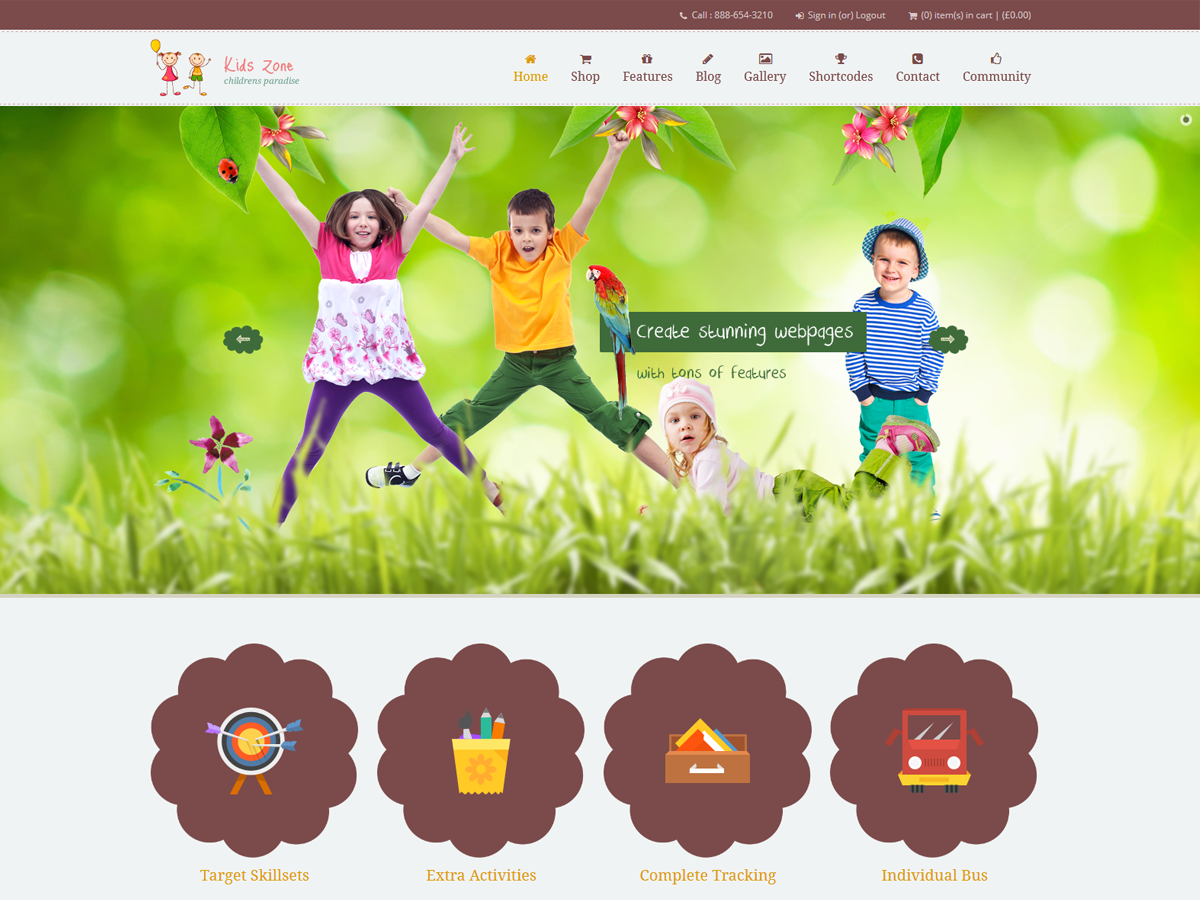 Call : 888-654-3210 Sign in (or) Logout (0) item(s) in cart | (£0.00)
Kids Zone
childrens paradise
Home Shop Features Blog Gallery Shortcodes Contact Community
Create stunning webpages
with tons of features
Target Skillsets Extra Activities Complete Tracking Individual Bus